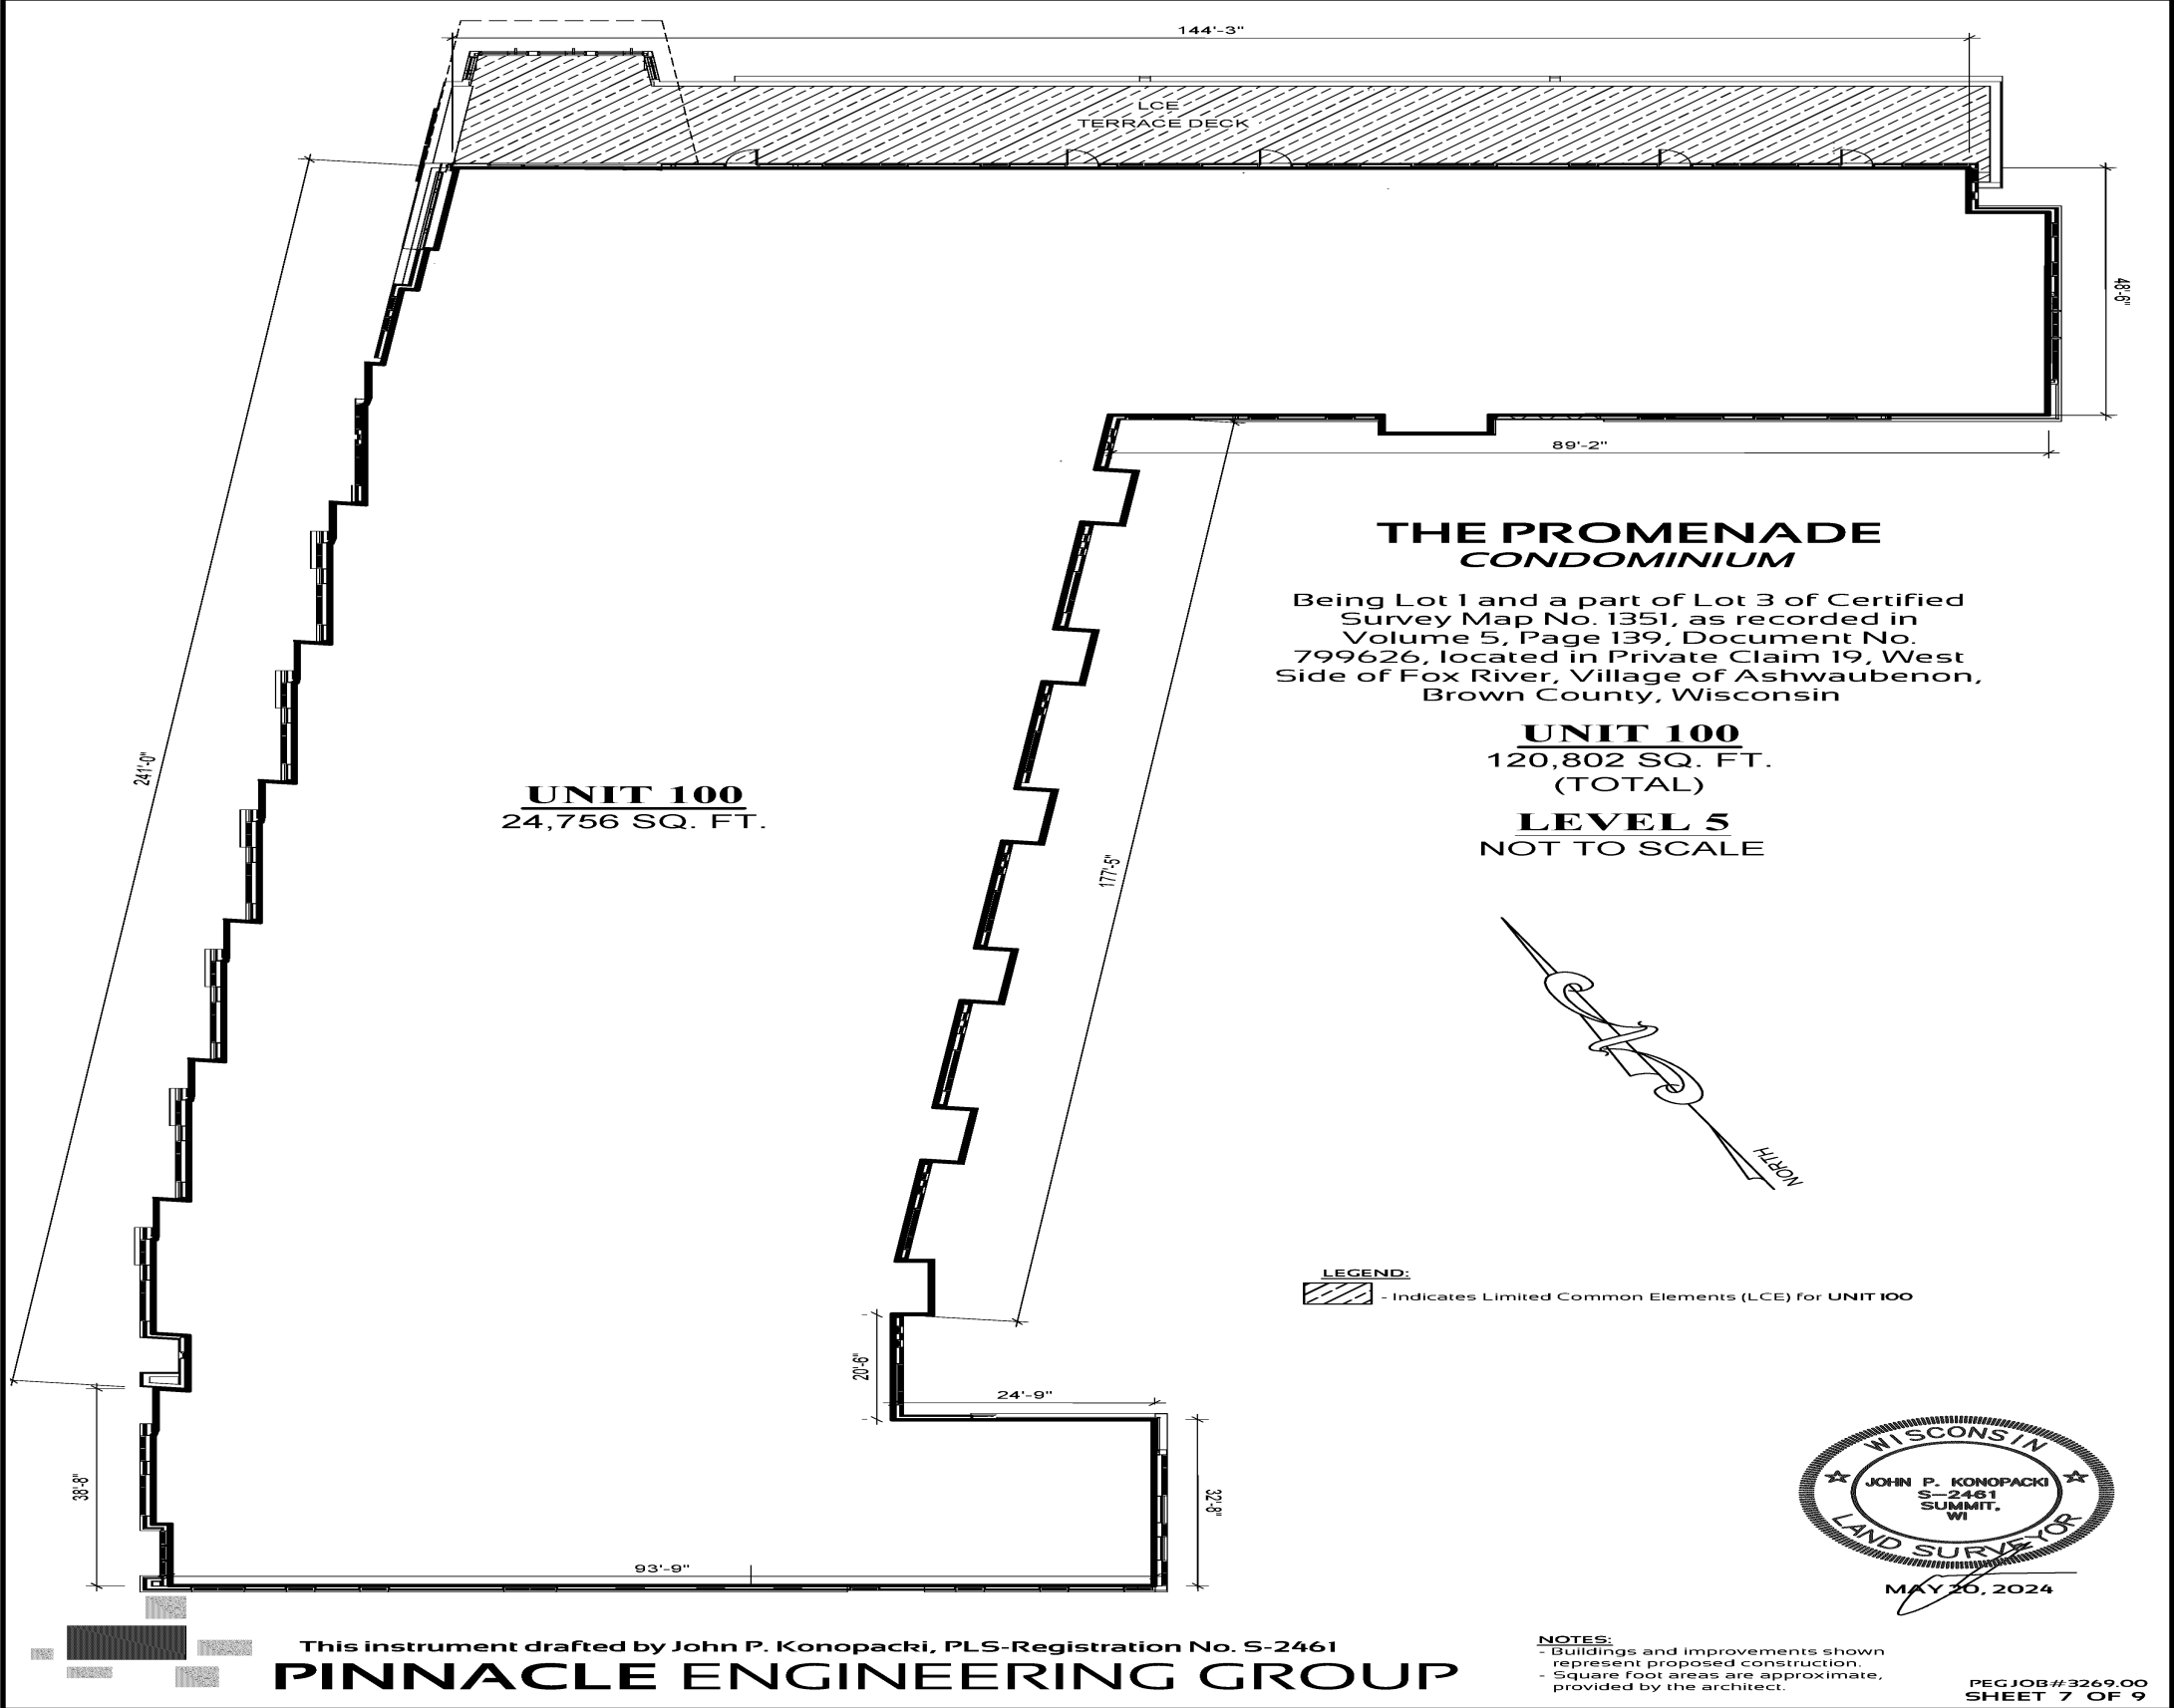 144'-3"
LCE
TERRACE DECK
48'-6"
89'-2"
THE PROMENADE
CONDOMINIUM
Being Lot 1 and a part of Lot 3 of Certified
Survey Map No. 1351, as recorded in
Volume 5, Page 139, Document No.
799626, located in Private Claim 19, West
Side of Fox River, Village of Ashwaubenon,
Brown County, Wisconsin
UNIT 100
120,802 SQ. FT.
(TOTAL)
LEVEL 5
NOT TO SCALE
241'-0"
UNIT 100
24,756 SQ. FT.
177'-5"
NORTH
LEGEND:
- Indicates Limited Common Elements (LCE) for UNIT 100
20'-6"
24'-9"
38'-8"
32'-8"
93'-9"
WISCONSIN
JOHN P. KONOPACKI
S-2461
SUMMIT,
WI
LAND SURVEYOR
MAY 20, 2024
This instrument drafted by John P. Konopacki, PLS-Registration No. S-2461
PINNACLE ENGINEERING GROUP
NOTES:
- Buildings and improvements shown
represent proposed construction.
- Square foot areas are approximate,
provided by the architect.
PEG JOB#3269.00
SHEET 7 OF 9